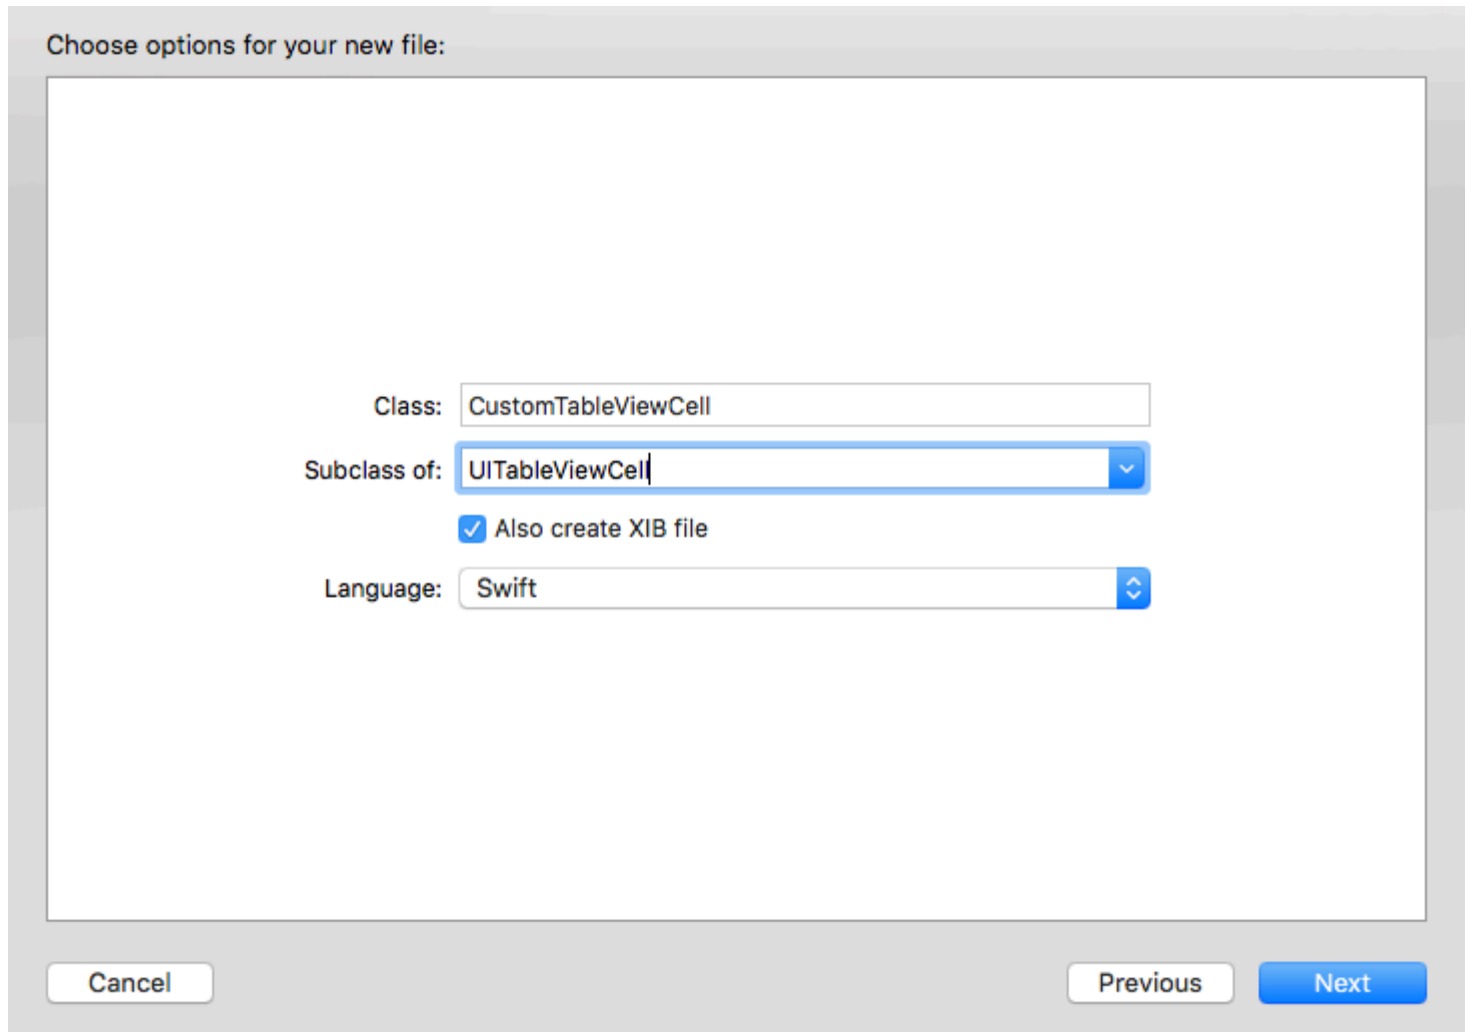 Choose options for your new file:
Class: CustomTableViewCell
Subclass of: UITableViewCell
Also create XIB file
Language: Swift
Cancel Previous Next